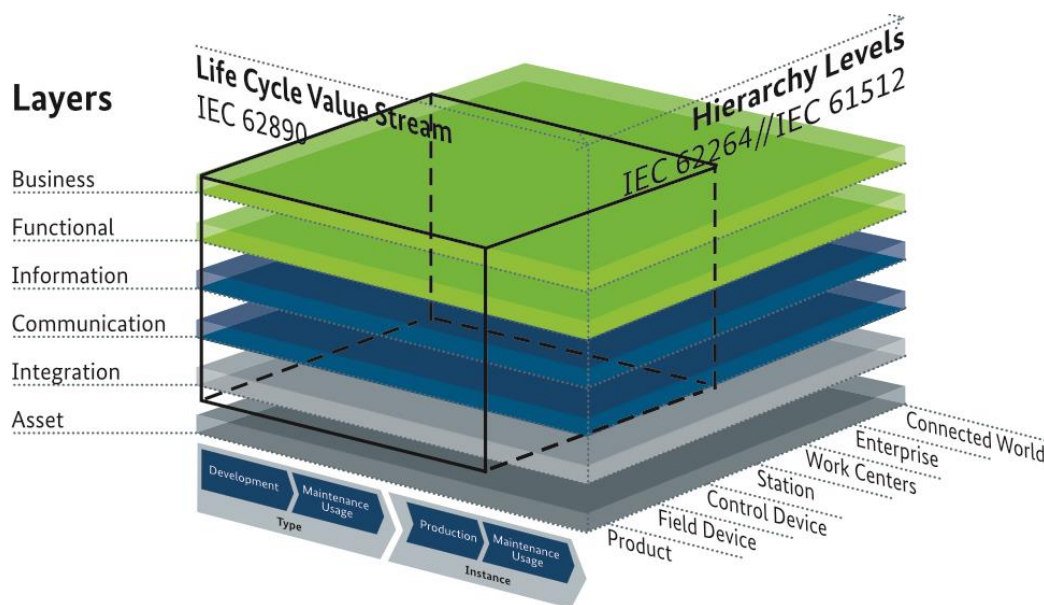 Layers
Life Cycle Value Stream
IEC 62890
Hierarchy Levels
IEC 62264//IEC 61512
Business
Functional
Information
Communication
Integration
Asset
Development
Maintenance
Usage
Type
Production
Maintenance
Usage
Instance
Connected World
Enterprise
Work Centers
Station
Control Device
Field Device
Product